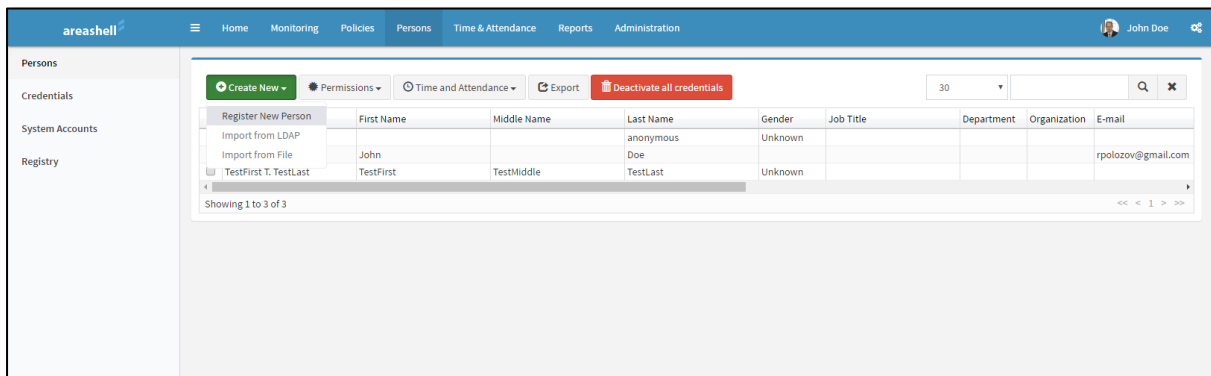 areashell
Home Monitoring Policies Persons Time & Attendance Reports Administration John Doe
Persons
Credentials
System Accounts
Registry
Create New Permissions Time and Attendance Export Deactivate all credentials 30
Register New Person
Import from LDAP
Import from File
First Name Middle Name Last Name Gender Job Title Department Organization E-mail
anonymous Unknown
John Doe rpolozov@gmail.com
TestFirst T. TestLast TestFirst TestMiddle TestLast Unknown
Showing 1 to 3 of 3 << < 1 > >>